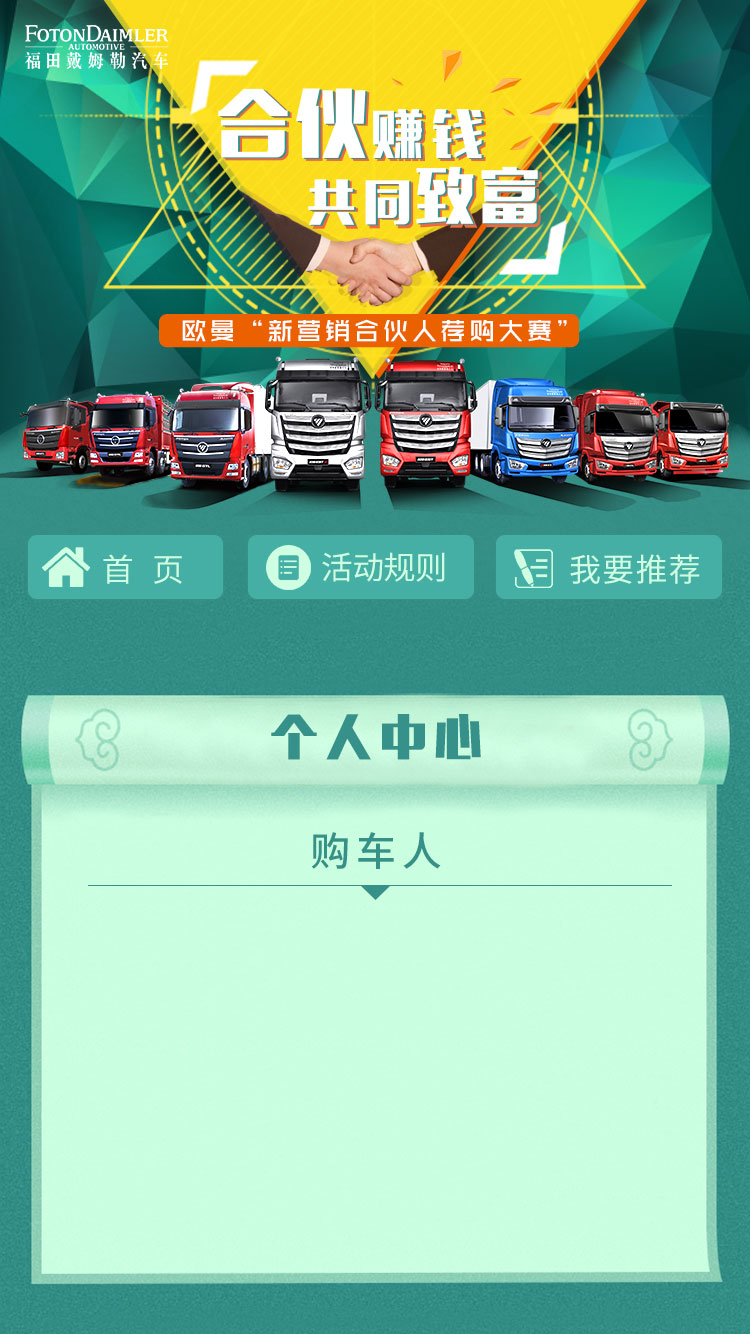 FOTONDAIMLER
AUTOMOTIVE
福田戴姆勒汽车
「合伙赚钱
共同致富」
欧曼“新营销合伙人荐购大赛”
首 页
活动规则
我要推荐
个人中心
购车人